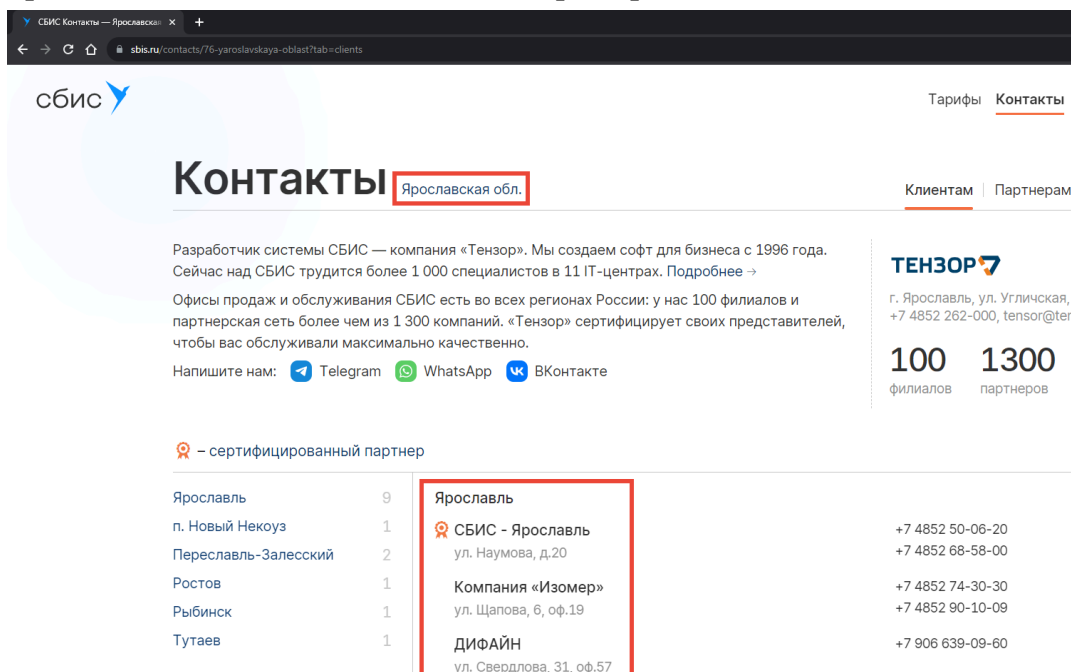 СБИС Контакты — Ярославская
sbis.ru/contacts/76-yaroslavskaya-oblast?tab=clients
сбис
Тарифы Контакты
Контакты Ярославская обл.
Клиентам Партнерам
Разработчик системы СБИС — компания «Тензор». Мы создаем софт для бизнеса с 1996 года.
Сейчас над СБИС трудится более 1 000 специалистов в 11 IT-центрах. Подробнее →
Офисы продаж и обслуживания СБИС есть во всех регионах России: у нас 100 филиалов и
партнерская сеть более чем из 1 300 компаний. «Тензор» сертифицирует своих представителей,
чтобы вас обслуживали максимально качественно.
Напишите нам: Telegram WhatsApp ВКонтакте
ТЕНЗОР
г. Ярославль, ул. Угличская,
+7 4852 262-000, tensor@ter
100 1300
филиалов партнеров
– сертифицированный партнер
Ярославль 9
п. Новый Некоуз 1
Переславль-Залесский 2
Ростов 1
Рыбинск 1
Тутаев 1
Ярославль
СБИС - Ярославль
ул. Наумова, д.20
+7 4852 50-06-20
+7 4852 68-58-00
Компания «Изомер»
ул. Щапова, 6, оф.19
+7 4852 74-30-30
+7 4852 90-10-09
ДИФАЙН
ул. Свердлова, 31, оф.57
+7 906 639-09-60